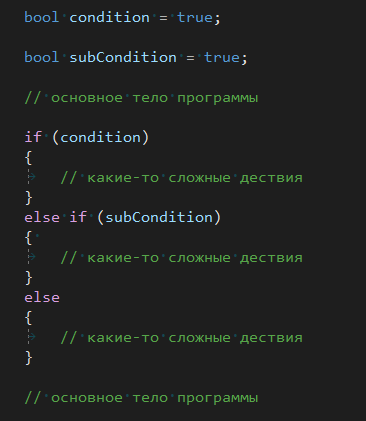 bool condition = true;
bool subCondition = true;
// основное тело программы
if (condition)
{
// какие-то сложные дествия
}
else if (subCondition)
{
// какие-то сложные дествия
}
else
{
// какие-то сложные дествия
}
// основное тело программы